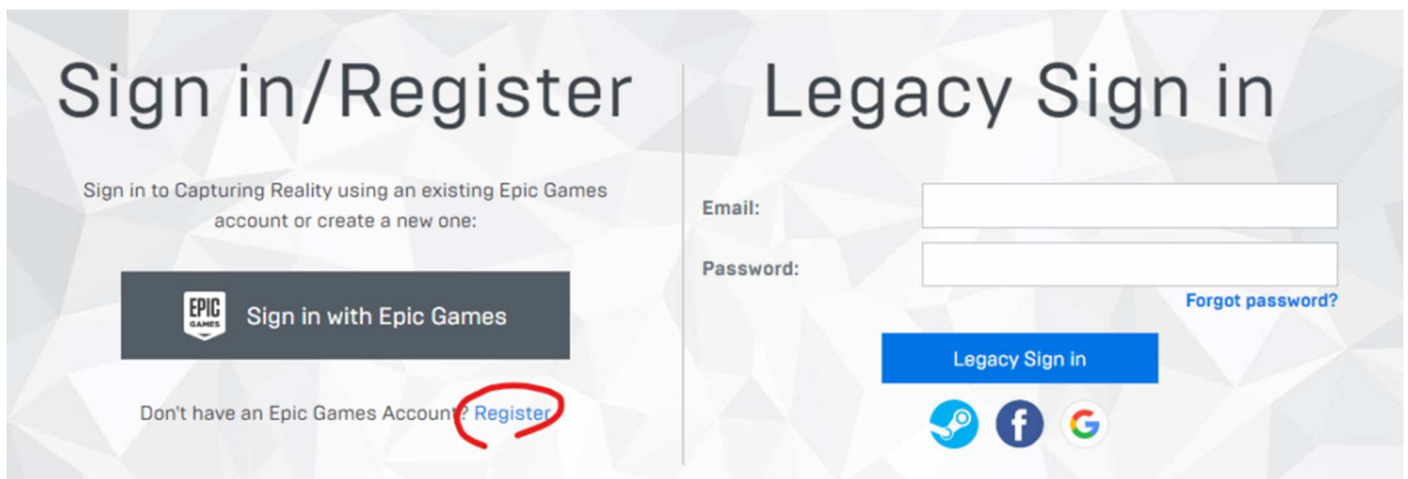 Sign in/Register
Sign in to Capturing Reality using an existing Epic Games
account or create a new one:
EPIC
GAMES
Sign in with Epic Games
Don't have an Epic Games Account? Register
Legacy Sign in
Email:
Password:
Forgot password?
Legacy Sign in
f
G